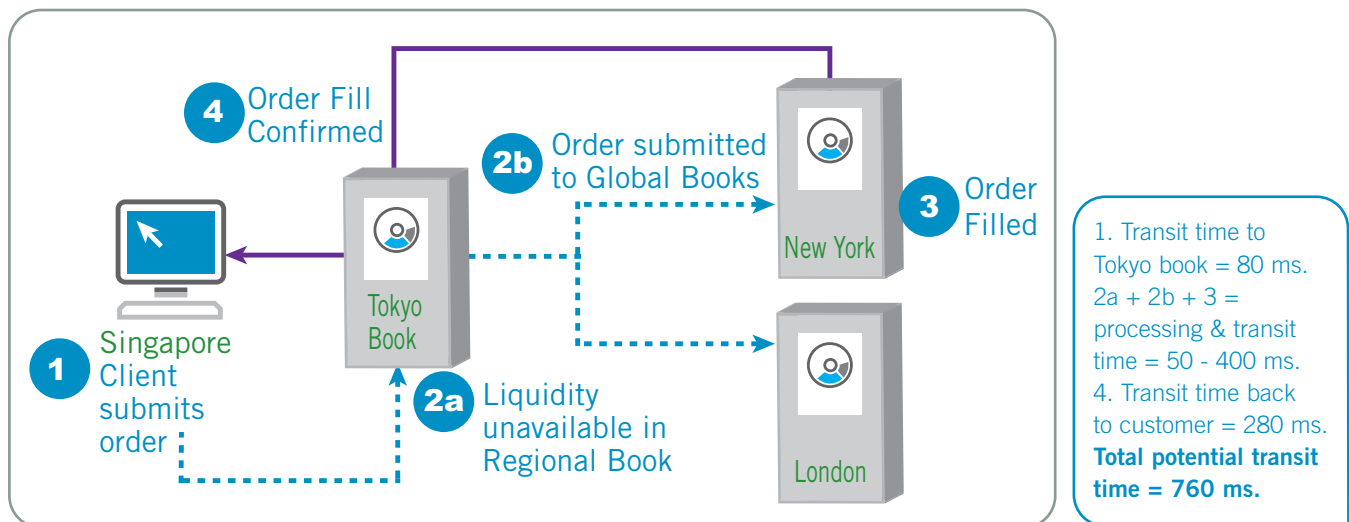 4
Order Fill
Confirmed
2b
Order submitted
to Global Books
3
Order
Filled
New York
Tokyo
Book
1
Singapore
Client
submits
order
2a
Liquidity
unavailable in
Regional Book
London
1. Transit time to
Tokyo book = 80 ms.
2a + 2b + 3 =
processing & transit
time = 50 - 400 ms.
4. Transit time back
to customer = 280 ms.
Total potential transit
time = 760 ms.